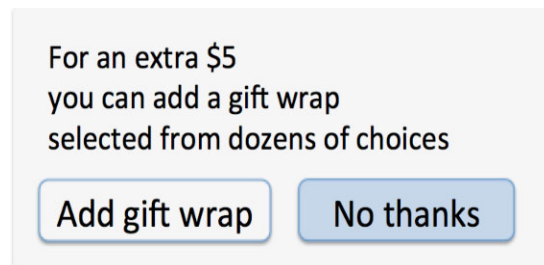 For an extra $5
you can add a gift wrap
selected from dozens of choices
Add gift wrap
No thanks